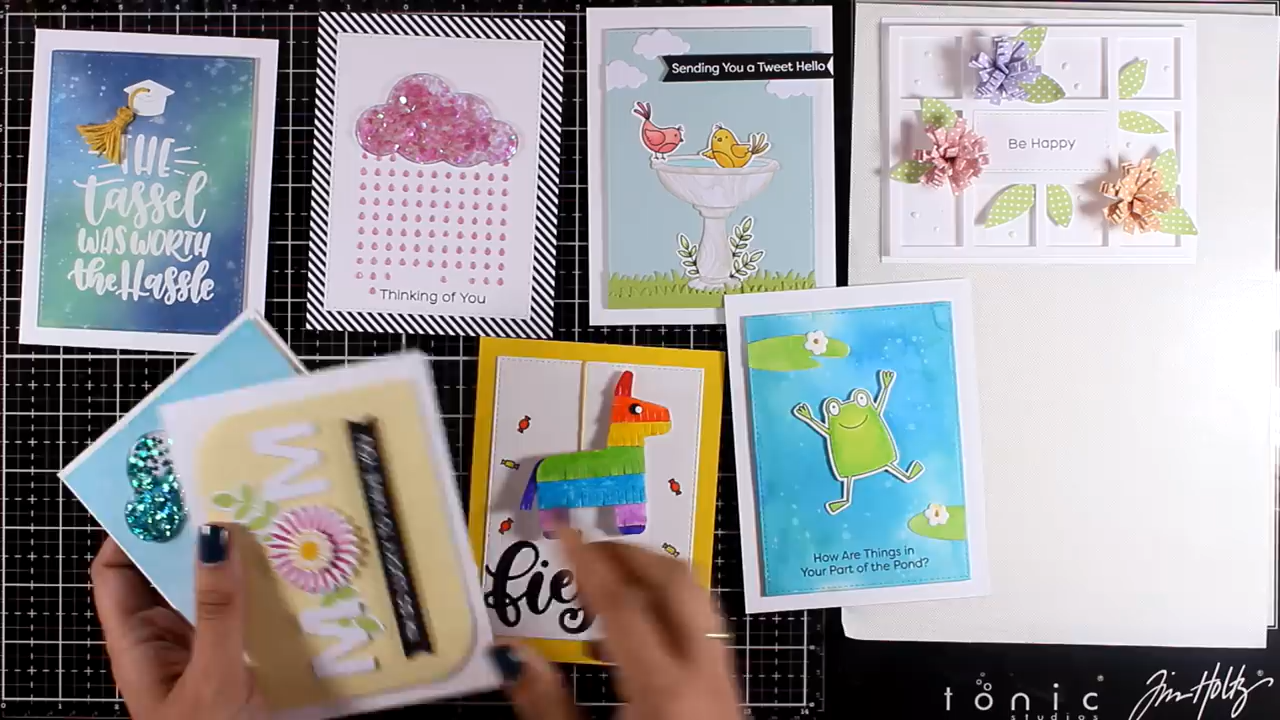 THE
tassel
WAS WORTH
the Hassle
Thinking of You
Sending You a Tweet Hello
Be Happy
How Are Things in
Your Part of the Pond?
M M
tonic
studios
Tim Holtz